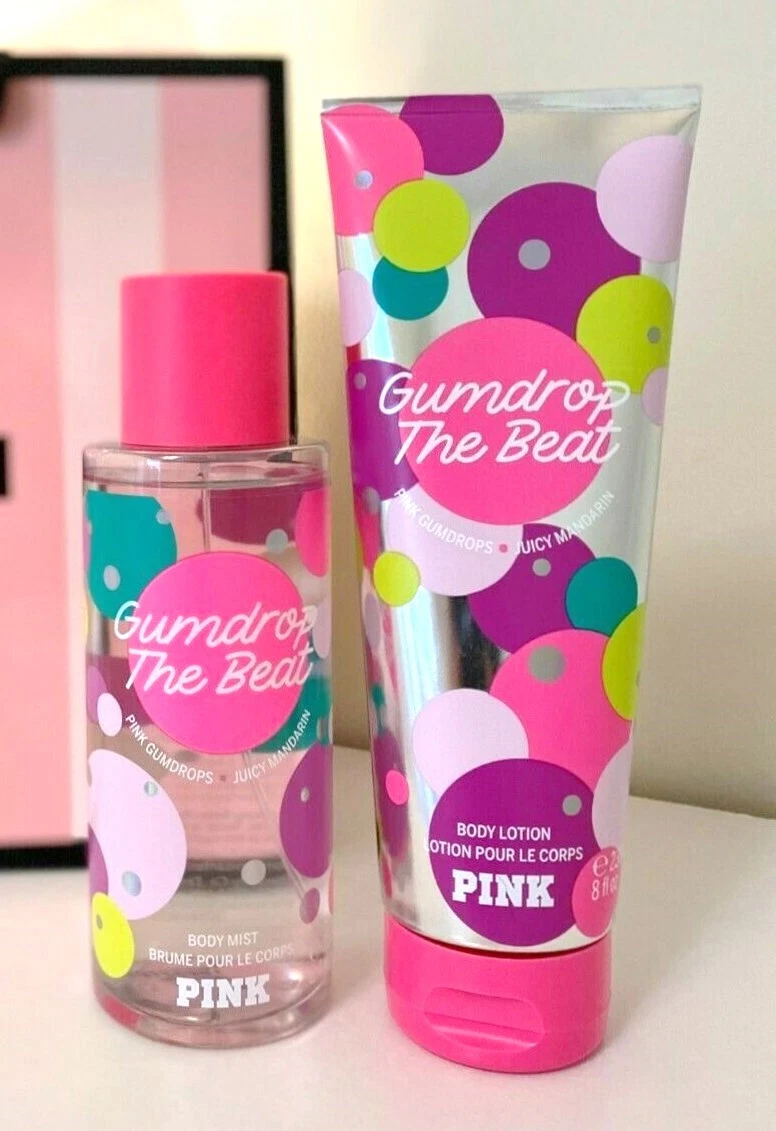 Gumdrop
The Beat
PINK GUMDROPS • JUICY MANDARIN
BODY MIST
BRUME POUR LE CORPS
PINK
Gumdrop
The Beat
PINK GUMDROPS • JUICY MANDARIN
BODY LOTION
LOTION POUR LE CORPS
PINK
8 fl